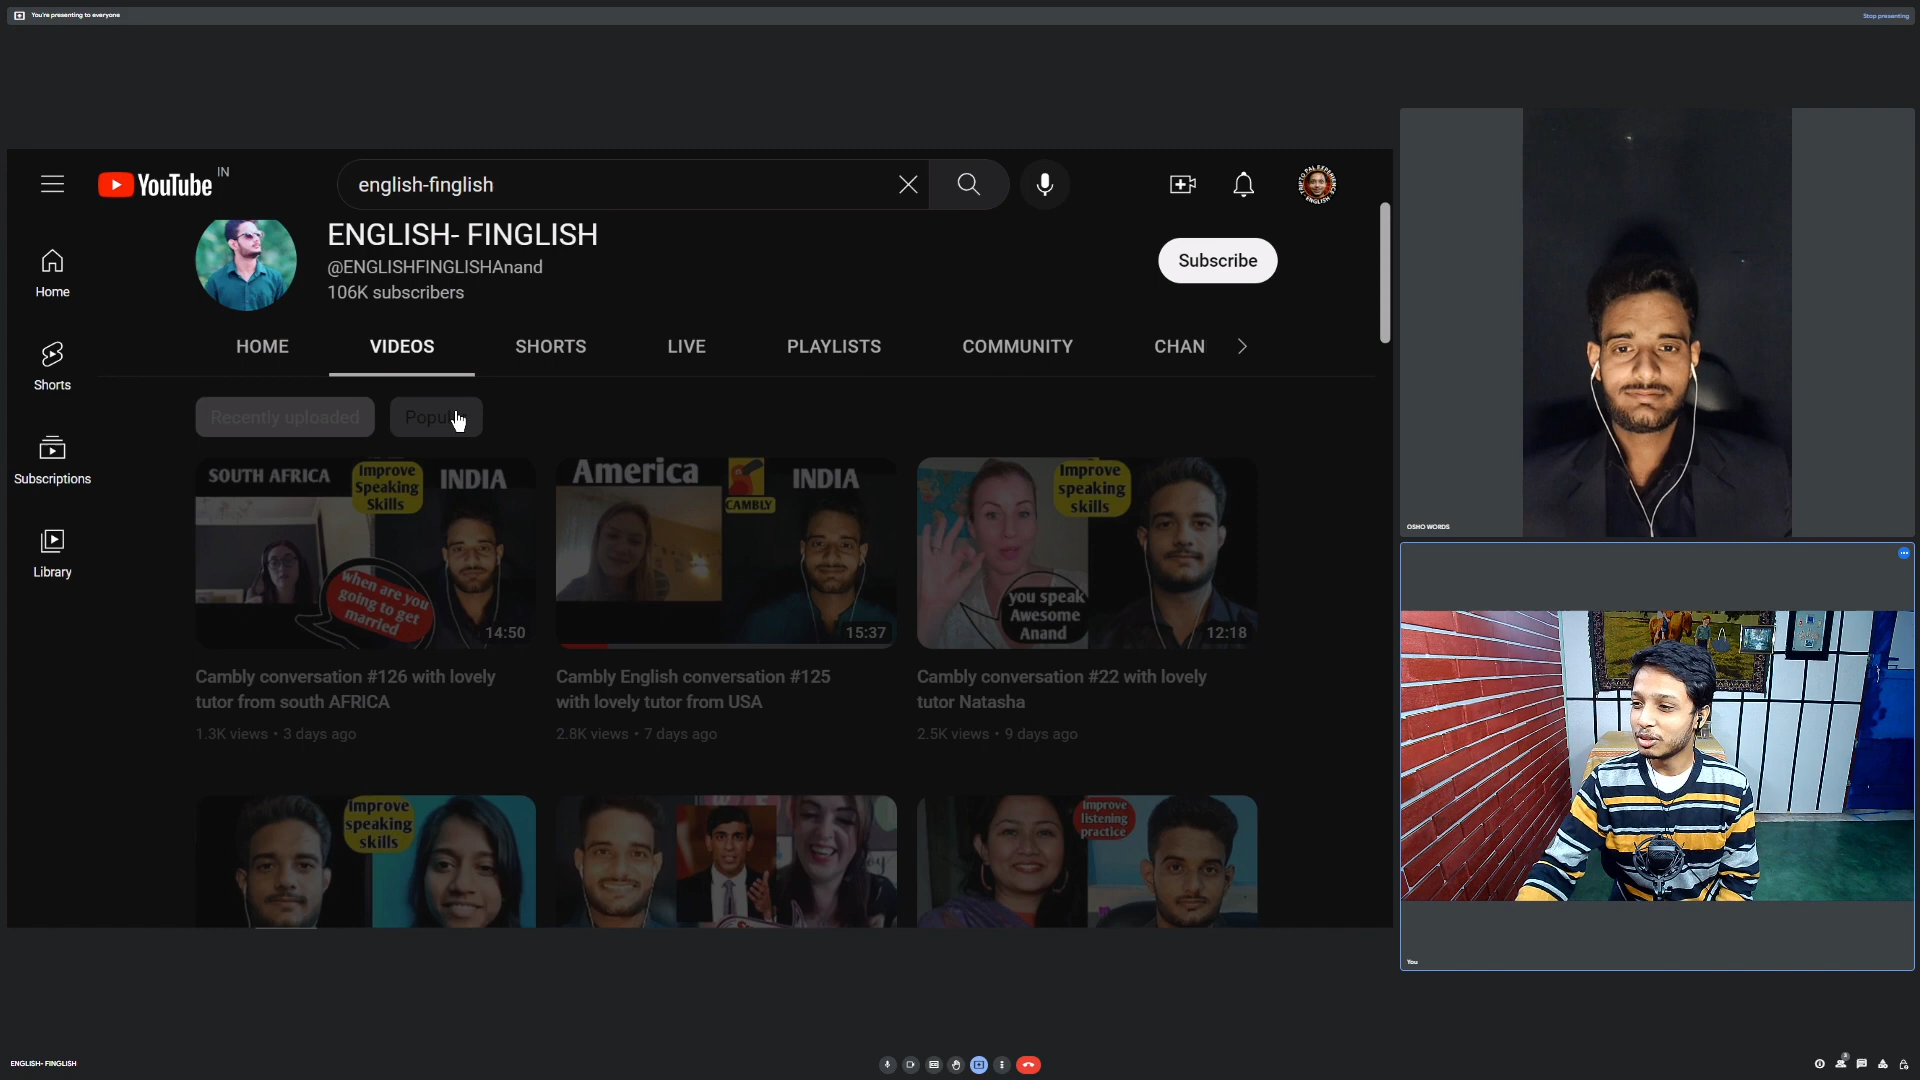 You're presenting to everyone
Stop presenting
YouTube IN
english-finglish
Home
Shorts
Subscriptions
Library
ENGLISH- FINGLISH
@ENGLISHFINGLISHAnand
106K subscribers
Subscribe
HOME
VIDEOS
SHORTS
LIVE
PLAYLISTS
COMMUNITY
CHAN
Recently uploaded
SOUTH AFRICA
Improve
Speaking
Skills
INDIA
when are you
going to get
married
14:50
Cambly conversation #126 with lovely
tutor from south AFRICA
1.3K views • 3 days ago
America
CAMBLY
INDIA
15:37
Cambly English conversation #125
with lovely tutor from USA
2.8K views • 7 days ago
Improve
speaking
skills
you speak
Awesome
Anand
12:18
Cambly conversation #22 with lovely
tutor Natasha
2.5K views • 9 days ago
Improve
speaking
skills
Improve
listening
practice
OSHO WORDS
You
ENGLISH- FINGLISH